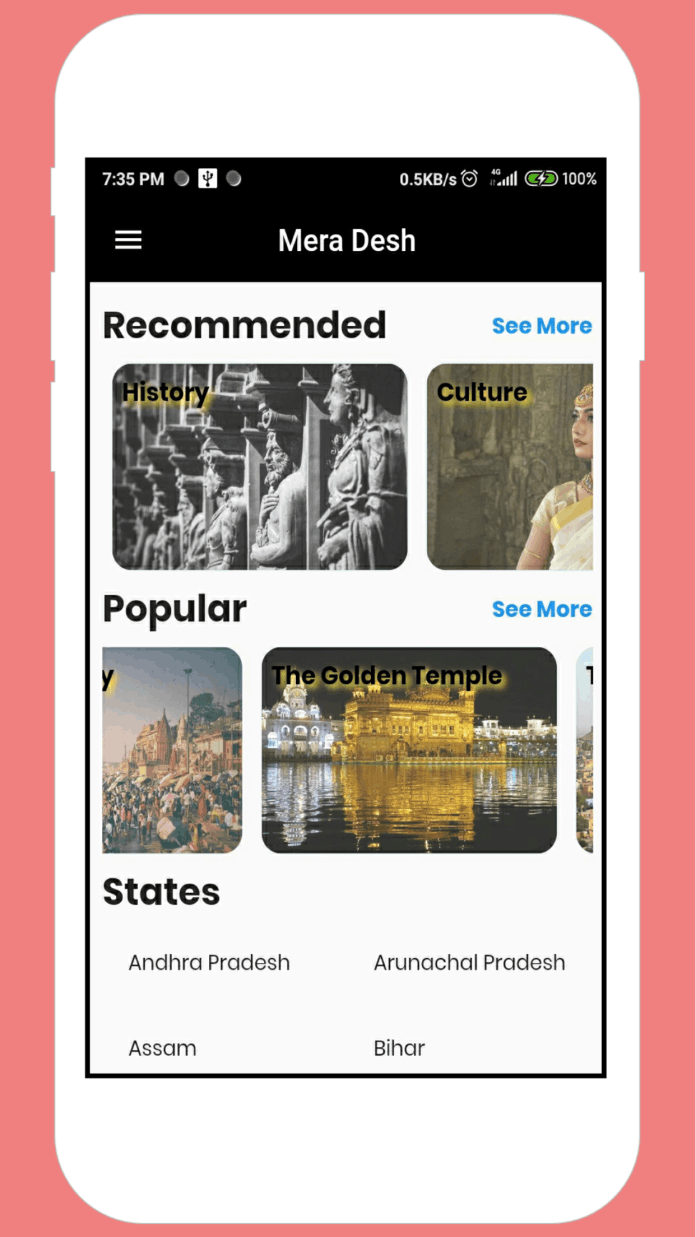 7:35 PM 0.5KB/s 4G 100%
Mera Desh
Recommended See More
History Culture
Popular See More
y The Golden Temple T
States
Andhra Pradesh Arunachal Pradesh
Assam Bihar